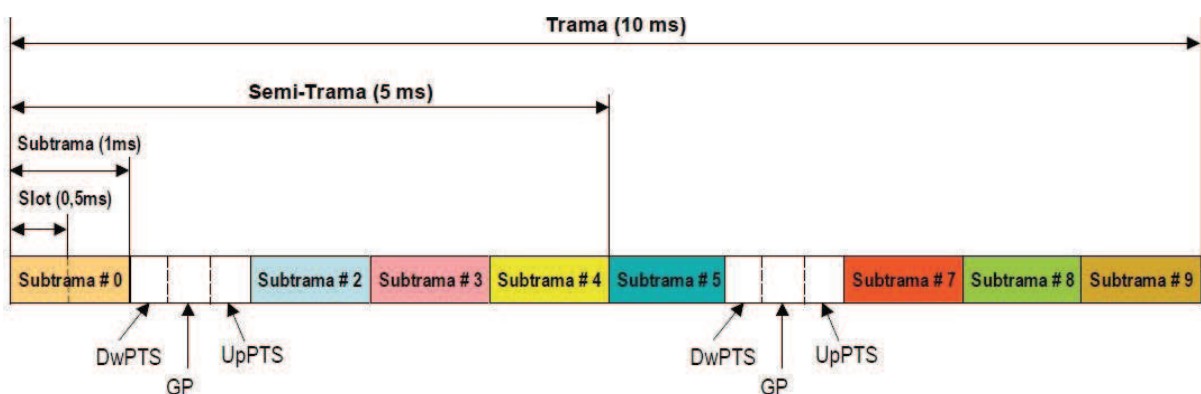 Trama (10 ms)
Semi-Trama (5 ms)
Subtrama (1ms)
Slot (0,5ms)
Subtrama # 0 Subtrama # 2 Subtrama # 3 Subtrama # 4 Subtrama # 5 Subtrama # 7 Subtrama # 8 Subtrama # 9
DwPTS UpPTS DwPTS UpPTS
GP GP